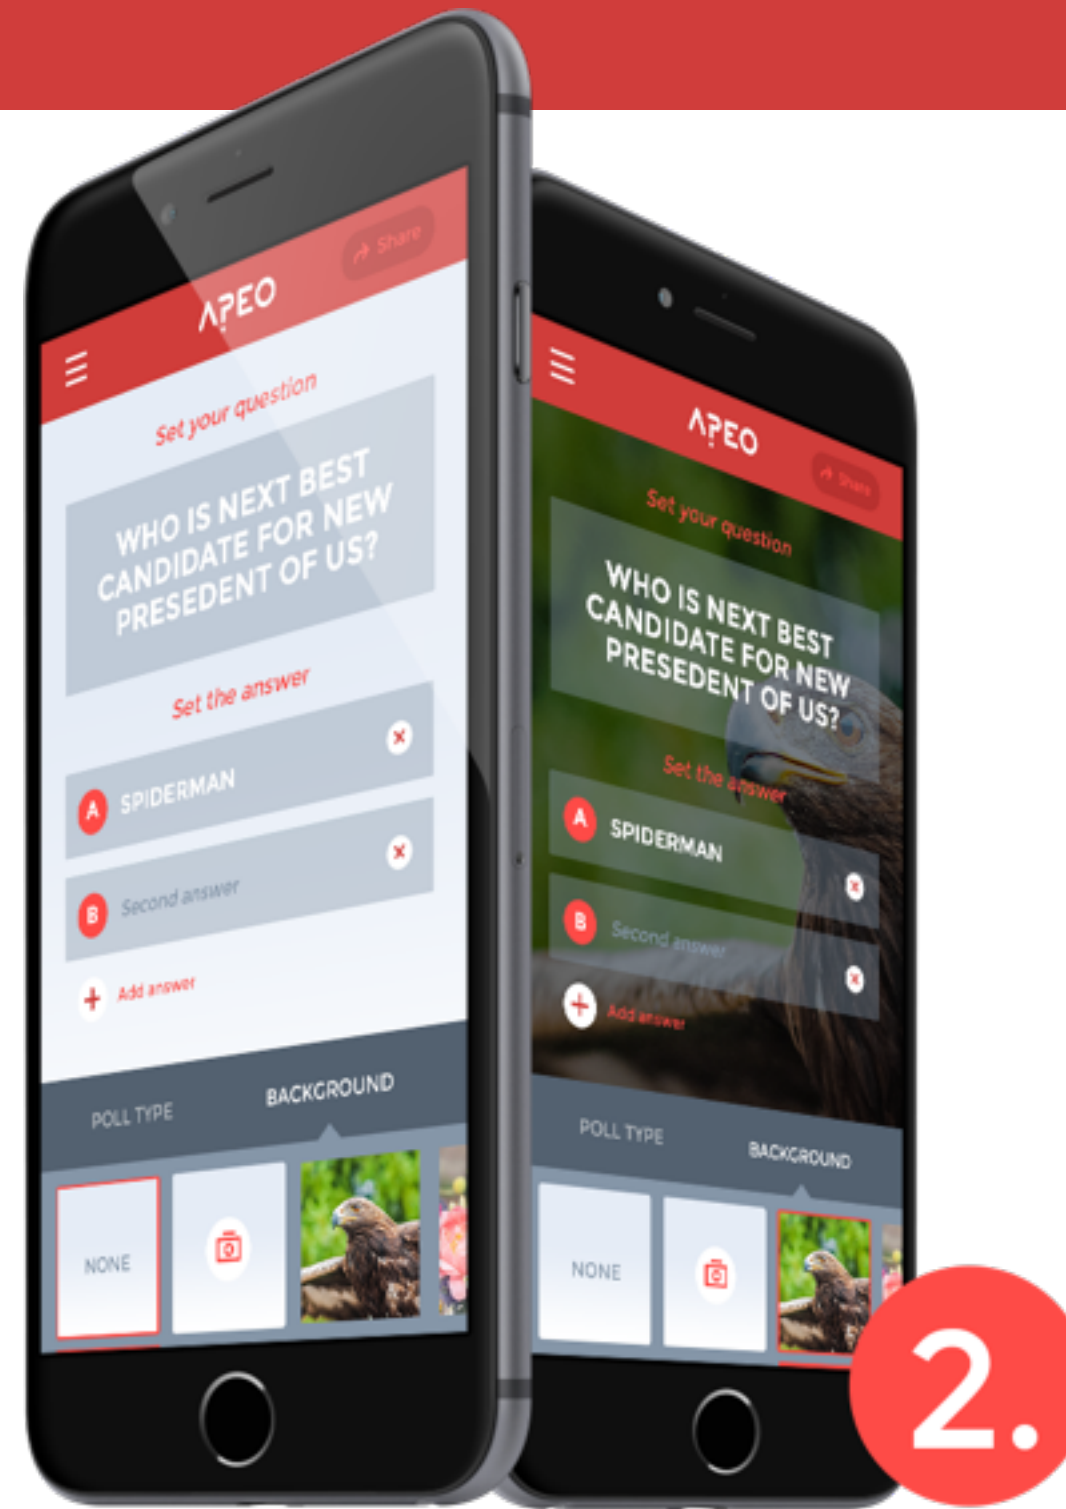 APEO
Share
Set your question
WHO IS NEXT BEST
CANDIDATE FOR NEW
PRESEDENT OF US?
Set the answer
A SPIDERMAN
B Second answer
Add answer
POLL TYPE BACKGROUND
NONE
APEO
Share
Set your question
WHO IS NEXT BEST
CANDIDATE FOR NEW
PRESEDENT OF US?
Set the answer
A SPIDERMAN
B Second answer
Add answer
POLL TYPE BACKGROUND
NONE
2.